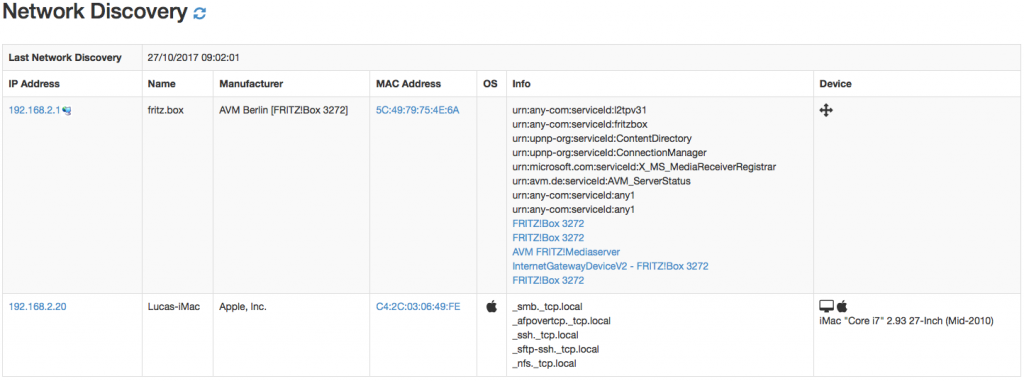 Network Discovery
Last Network Discovery 27/10/2017 09:02:01
IP Address Name Manufacturer MAC Address OS Info Device
192.168.2.1 fritz.box AVM Berlin [FRITZ!Box 3272] 5C:49:79:75:4E:6A urn:any-com:serviceId:l2tpv31
urn:any-com:serviceId:fritzbox
urn:upnp-org:serviceId:ContentDirectory
urn:upnp-org:serviceId:ConnectionManager
urn:microsoft.com:serviceId:X_MS_MediaReceiverRegistrar
urn:avm.de:serviceId:AVM_ServerStatus
urn:any-com:serviceId:any1
urn:any-com:serviceId:any1
FRITZ!Box 3272
FRITZ!Box 3272
AVM FRITZ!Mediaserver
InternetGatewayDeviceV2 - FRITZ!Box 3272
FRITZ!Box 3272
192.168.2.20 Lucas-iMac Apple, Inc. C4:2C:03:06:49:FE _smb._tcp.local
_afpovertcp._tcp.local iMac "Core i7" 2.93 27-Inch (Mid-2010)
_ssh._tcp.local
_sftp-ssh._tcp.local
_nfs._tcp.local